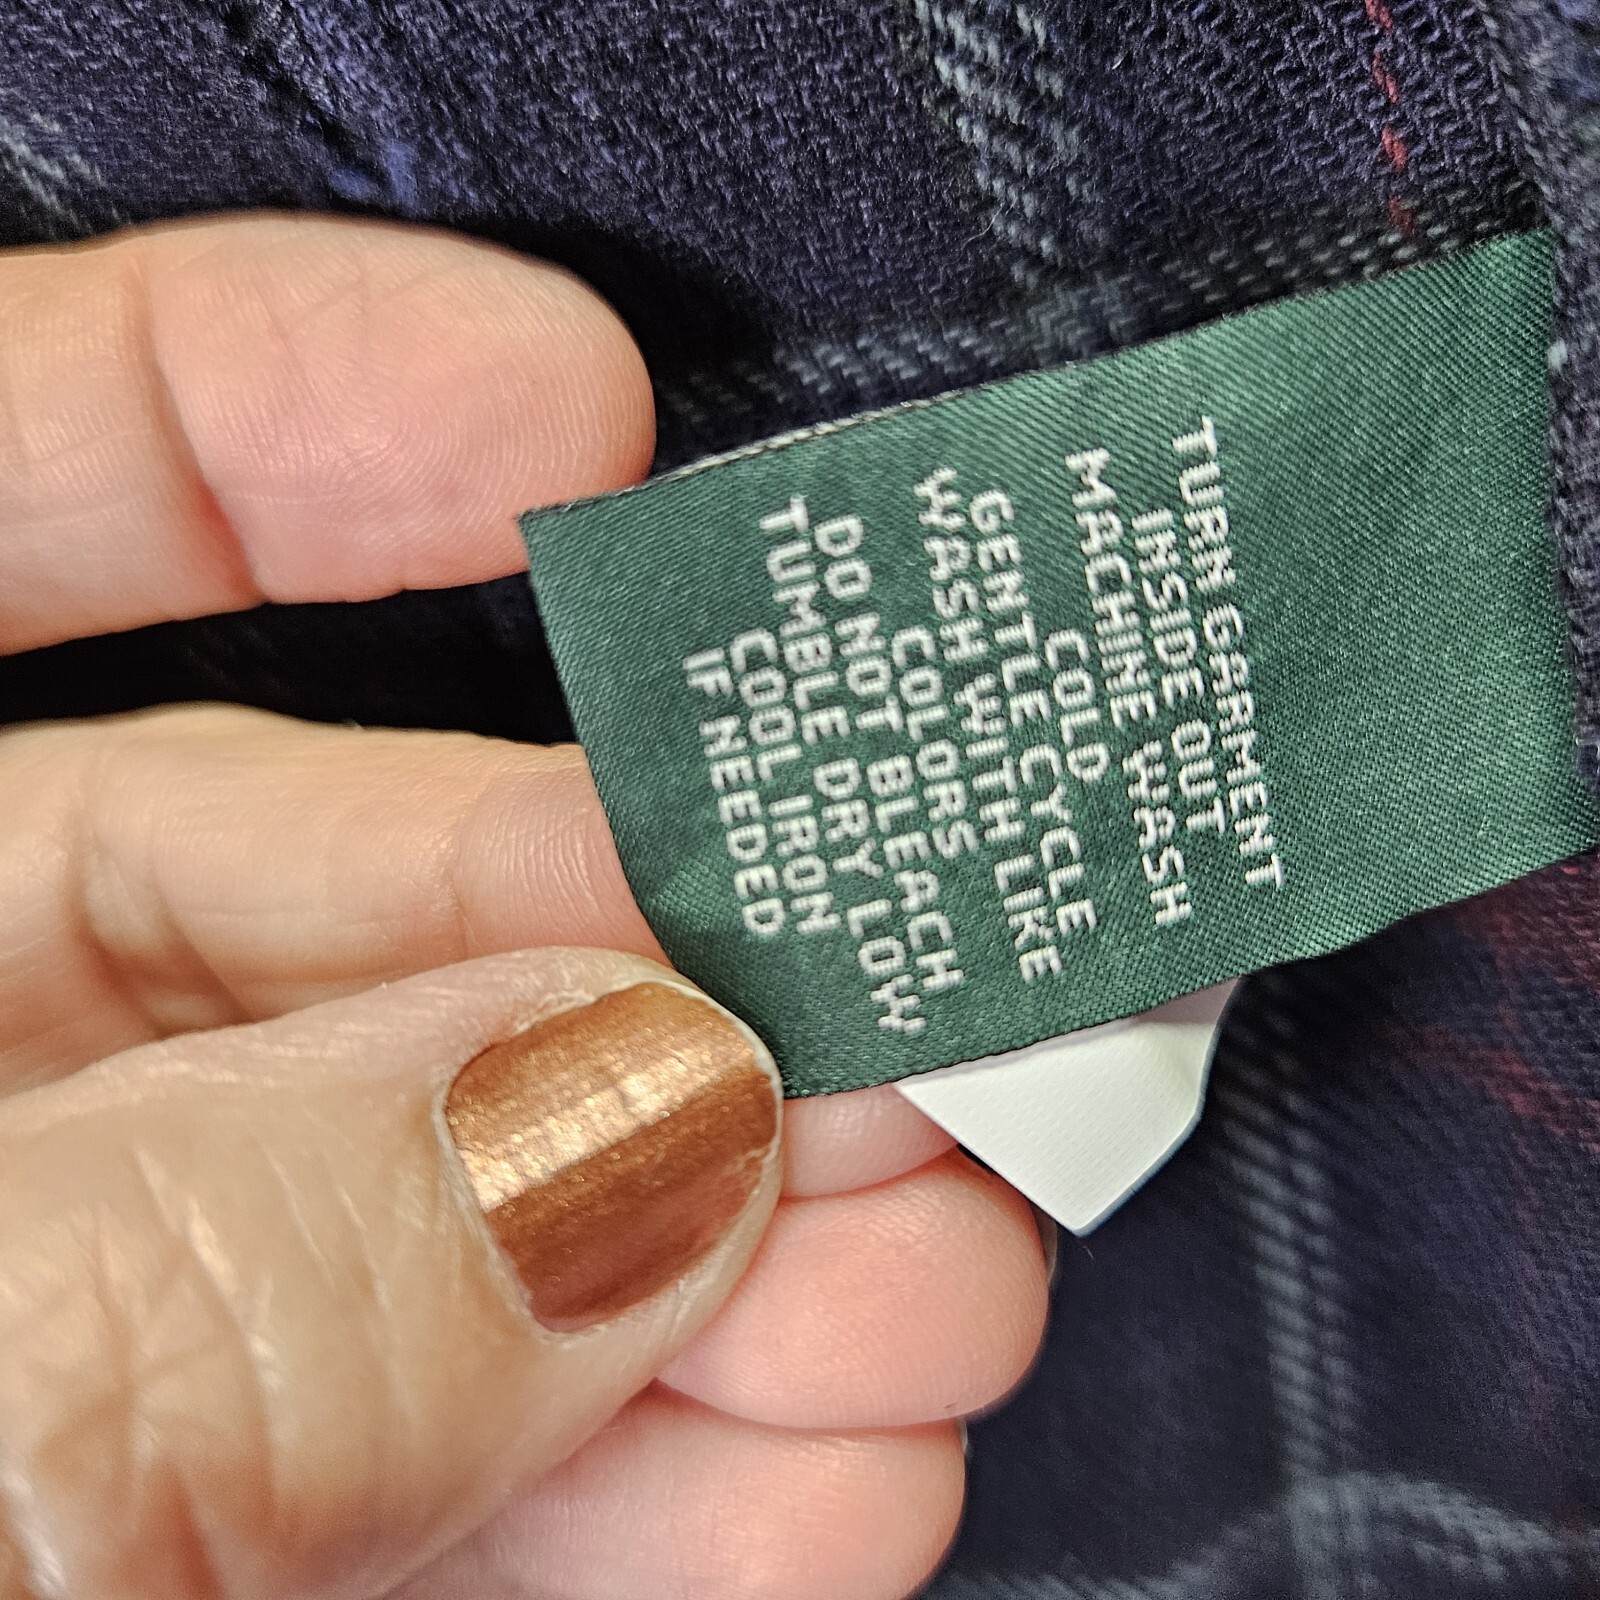 TURN GARMENT
INSIDE OUT
MACHINE WASH
COLD
GENTLE CYCLE
WASH WITH LIKE
COLORS
DO NOT BLEACH
TUMBLE DRY LOW
COOL IRON
IF NEEDED